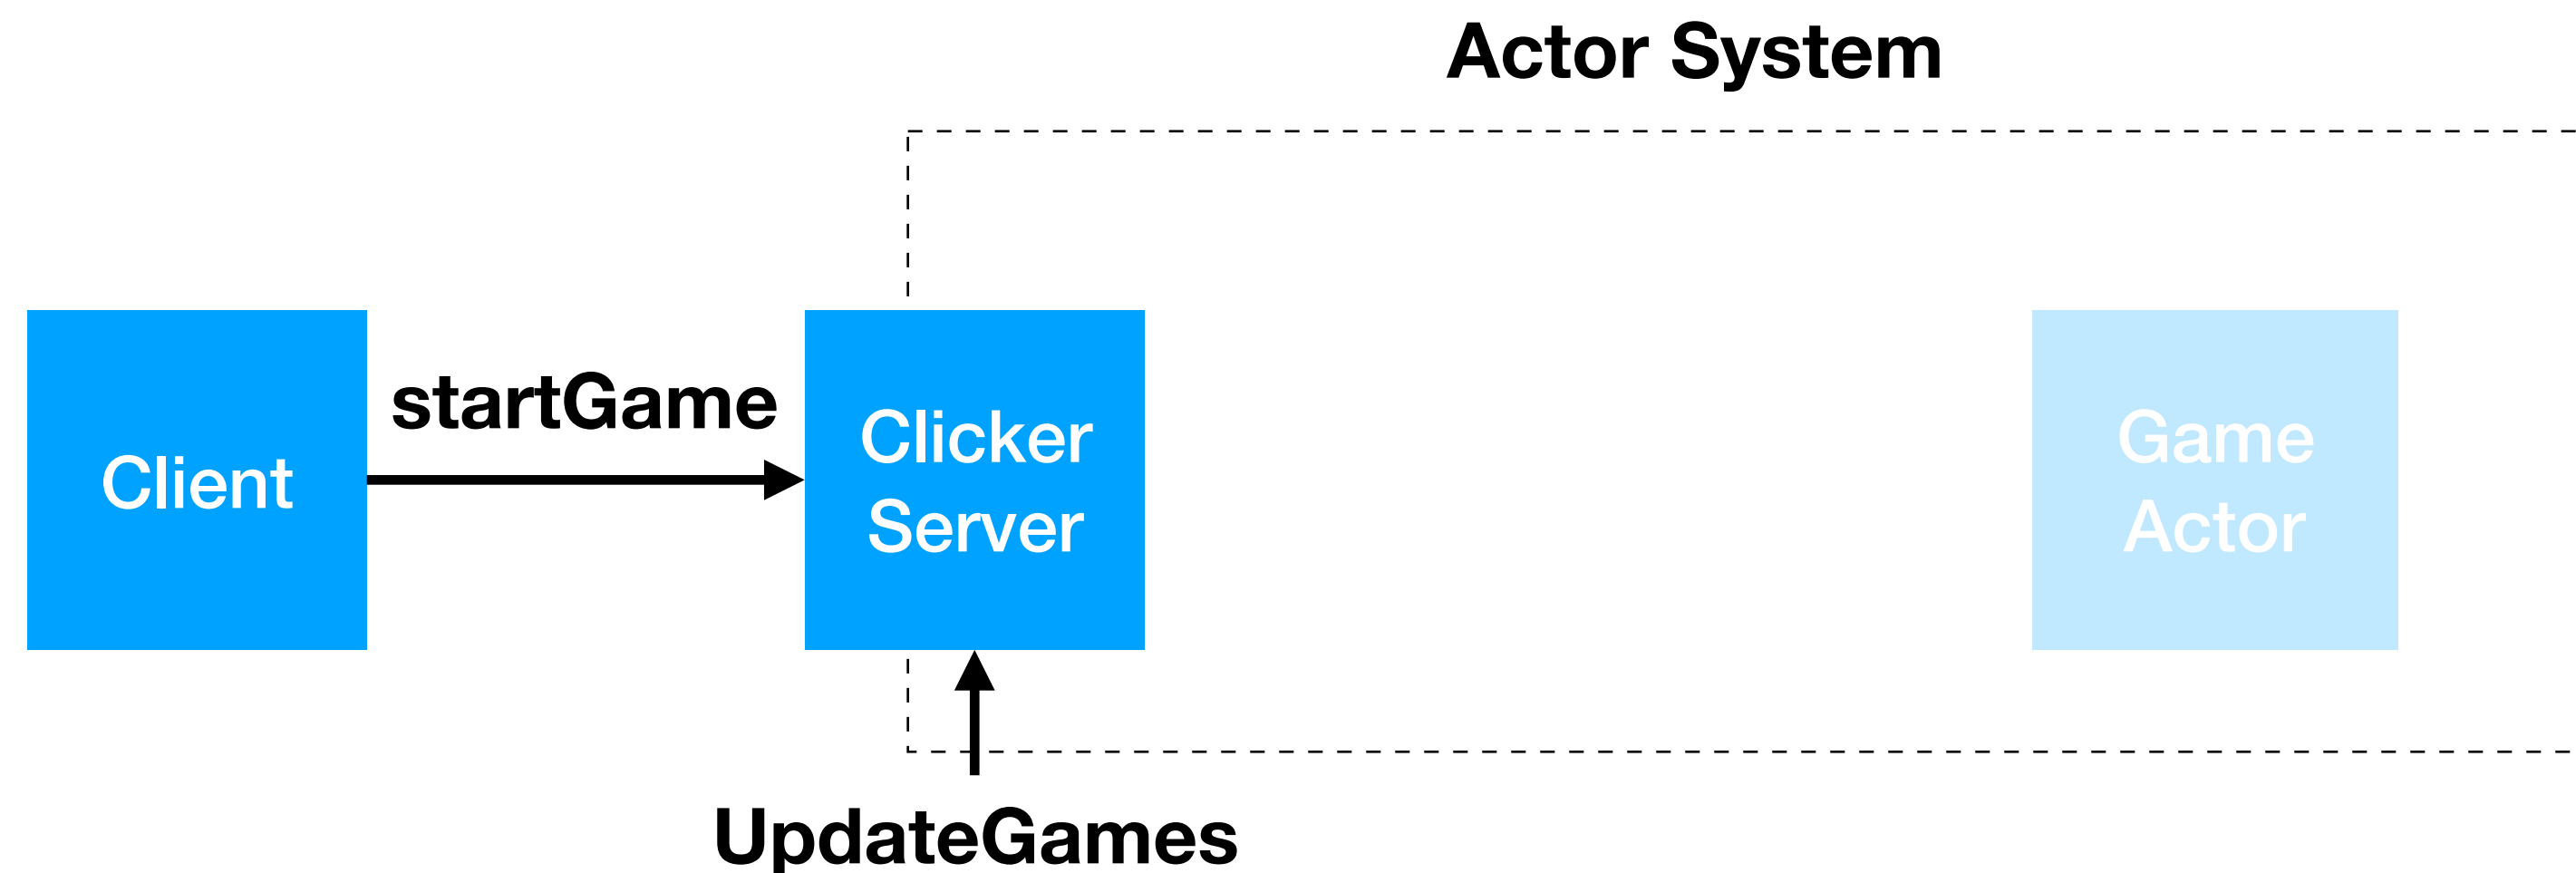 Actor System
startGame
Client
Clicker
Server
Game
Actor
UpdateGames